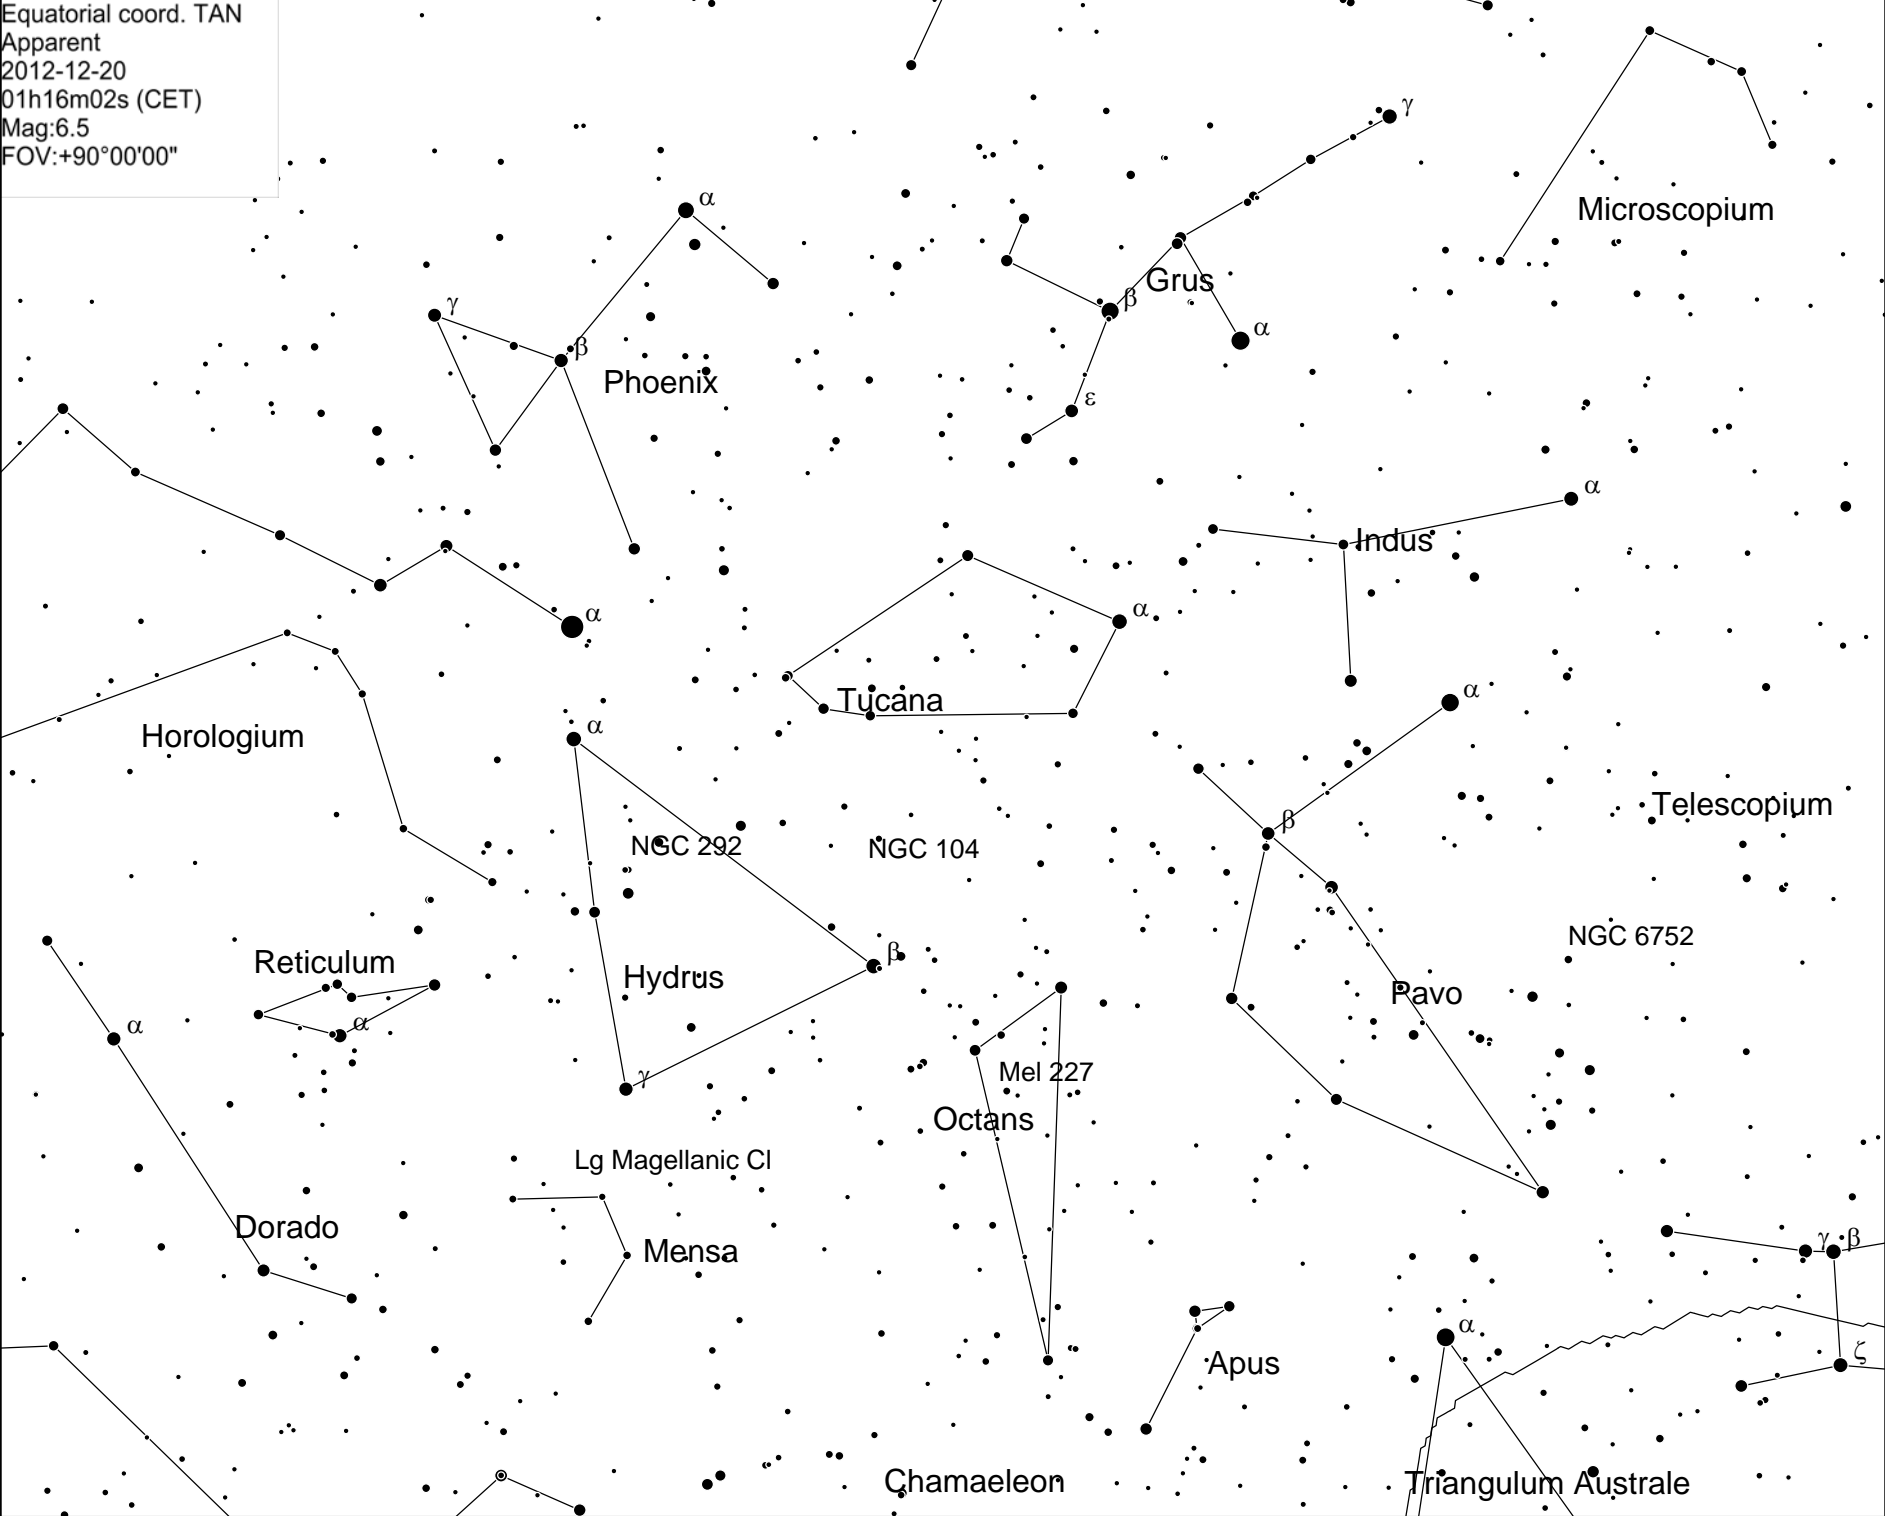 Equatorial coord. TAN
Apparent
2012-12-20
01h16m02s (CET)
Mag:6.5
FOV:+90°00'00"
γ
α
Microscopium
Grus
β
α
γ
β
Phoenix
ε
α
Indus
α
α
α
Tucana
α
Horologium
Telescopium
β
NGC 292
NGC 104
NGC 6752
β
Reticulum
Hydrus
Pavo
α
α
Mel 227
γ
Octans
Lg Magellanic Cl
Dorado
Mensa
γ
β
α
Apus
ζ
Chamaeleon
Triangulum Australe